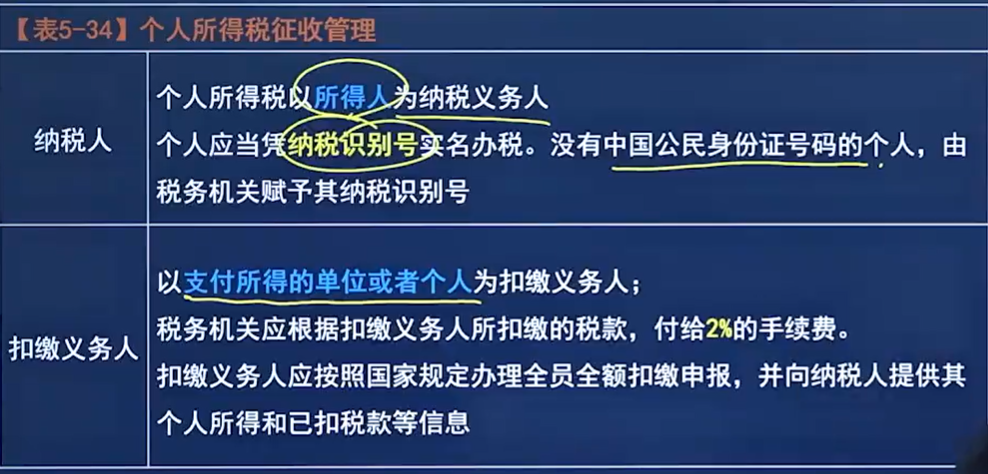 【表5-34】个人所得税征收管理
纳税人
个人所得税以所得人为纳税义务人
个人应当凭纳税识别号实名办税。没有中国公民身份证号码的个人，由
税务机关赋予其纳税识别号
扣缴义务人
以支付所得的单位或者个人为扣缴义务人；
税务机关应根据扣缴义务人所扣缴的税款，付给2%的手续费。
扣缴义务人应按照国家规定办理全员全额扣缴申报，并向纳税人提供其
个人所得和已扣税款等信息